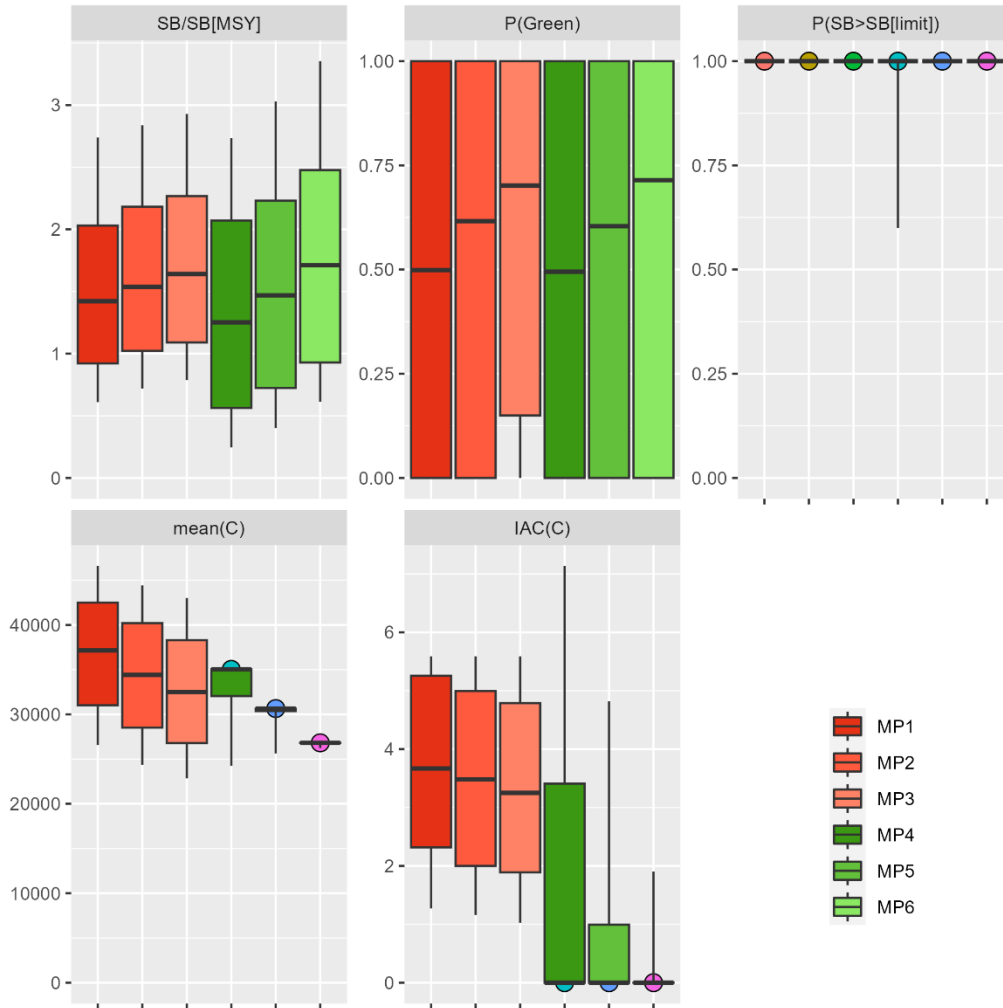 SB/SB[MSY]
P(Green)
P(SB>SB[limit])
3
2
1
0
1.00
0.75
0.50
0.25
0.00
1.00
0.75
0.50
0.25
0.00
mean(C)
IAC(C)
40000
30000
20000
10000
0
6
4
2
0
MP1
MP2
MP3
MP4
MP5
MP6